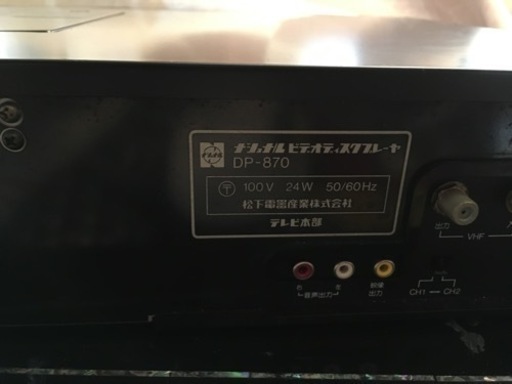 ナショナル ビデオディスクプレーヤ
DP-870
〒 100V 24W 50/60Hz
松下電器産業株式会社
テレビ本部
出力
VHF
右 左 映像
音声出力 出力
CH1 CH2